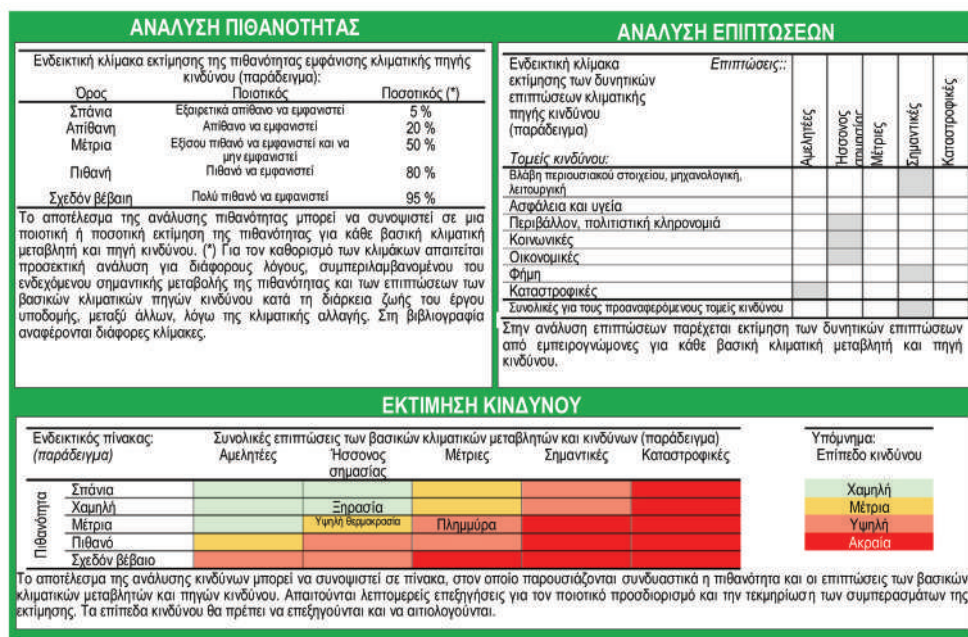 ΑΝΑΛΥΣΗ ΠΙΘΑΝΟΤΗΤΑΣ
Ενδεικτική κλίμακα εκτίμησης της πιθανότητας εμφάνισης κλιματικής πηγής
κινδύνου (παράδειγμα):
Όρος Ποιοτικός Ποσοτικός (*)
Σπάνια Εξαιρετικά απίθανο να εμφανιστεί 5 %
Απίθανη Απίθανο να εμφανιστεί 20 %
Μέτρια Εξίσου πιθανό να εμφανιστεί και να 50 %
μην εμφανιστεί
Πιθανή Πιθανό να εμφανιστεί 80 %
Σχεδόν βέβαιη Πολύ πιθανό να εμφανιστεί 95 %
Το αποτέλεσμα της ανάλυσης πιθανότητας μπορεί να συνοψιστεί σε μια
ποιοτική ή ποσοτική εκτίμηση της πιθανότητας για κάθε βασική κλιματική
μεταβλητή και πηγή κινδύνου. (*) Για τον καθορισμό των κλιμάκων απαιτείται
προσεκτική ανάλυση για διάφορους λόγους, συμπεριλαμβανομένου του
ενδεχόμενου σημαντικής μεταβολής της πιθανότητας και των επιπτώσεων των
βασικών κλιματικών πηγών κινδύνου κατά τη διάρκεια ζωής του έργου
υποδομής, μεταξύ άλλων, λόγω της κλιματικής αλλαγής. Στη βιβλιογραφία
αναφέρονται διάφορες κλίμακες.
ΑΝΑΛΥΣΗ ΕΠΙΠΤΩΣΕΩΝ
Ενδεικτική κλίμακα Επιπτώσεις::
εκτίμησης των δυνητικών
επιπτώσεων κλιματικής
πηγής κινδύνου
(παράδειγμα)
Τομείς κινδύνου:
Αμελητέες
Ήσσονος
σημασίας
Μέτριες
Σημαντικές
Καταστροφικές
Βλάβη περιουσιακού στοιχείου, μηχανολογική,
λειτουργική
Ασφάλεια και υγεία
Περιβάλλον, πολιτιστική κληρονομιά
Κοινωνικές
Οικονομικές
Φήμη
Καταστροφικές
Συνολικές για τους προαναφερόμενους τομείς κινδύνου
Στην ανάλυση επιπτώσεων παρέχεται εκτίμηση των δυνητικών επιπτώσεων
από εμπειρογνώμονες για κάθε βασική κλιματική μεταβλητή και πηγή
κινδύνου.
ΕΚΤΙΜΗΣΗ ΚΙΝΔΥΝΟΥ
Ενδεικτικός πίνακας: Συνολικές επιπτώσεις των βασικών κλιματικών μεταβλητών και κινδύνων (παράδειγμα)
(παράδειγμα) Αμελητέες Ήσσονος Μέτριες Σημαντικές Καταστροφικές
σημασίας
Πιθανότητα
Σπάνια
Χαμηλή Ξηρασία
Μέτρια Υψηλή θερμοκρασία Πλημμύρα
Πιθανό
Σχεδόν βέβαιο
Υπόμνημα:
Επίπεδο κινδύνου
Χαμηλή
Μέτρια
Υψηλή
Ακραία
Το αποτέλεσμα της ανάλυσης κινδύνων μπορεί να συνοψιστεί σε πίνακα, στον οποίο παρουσιάζονται συνδυαστικά η πιθανότητα και οι επιπτώσεις των βασικών
κλιματικών μεταβλητών και πηγών κινδύνου. Απαιτούνται λεπτομερείς επεξηγήσεις για τον ποιοτικό προσδιορισμό και την τεκμηρίωση των συμπερασμάτων της
εκτίμησης. Τα επίπεδα κινδύνου θα πρέπει να επεξηγούνται και να αιτιολογούνται.